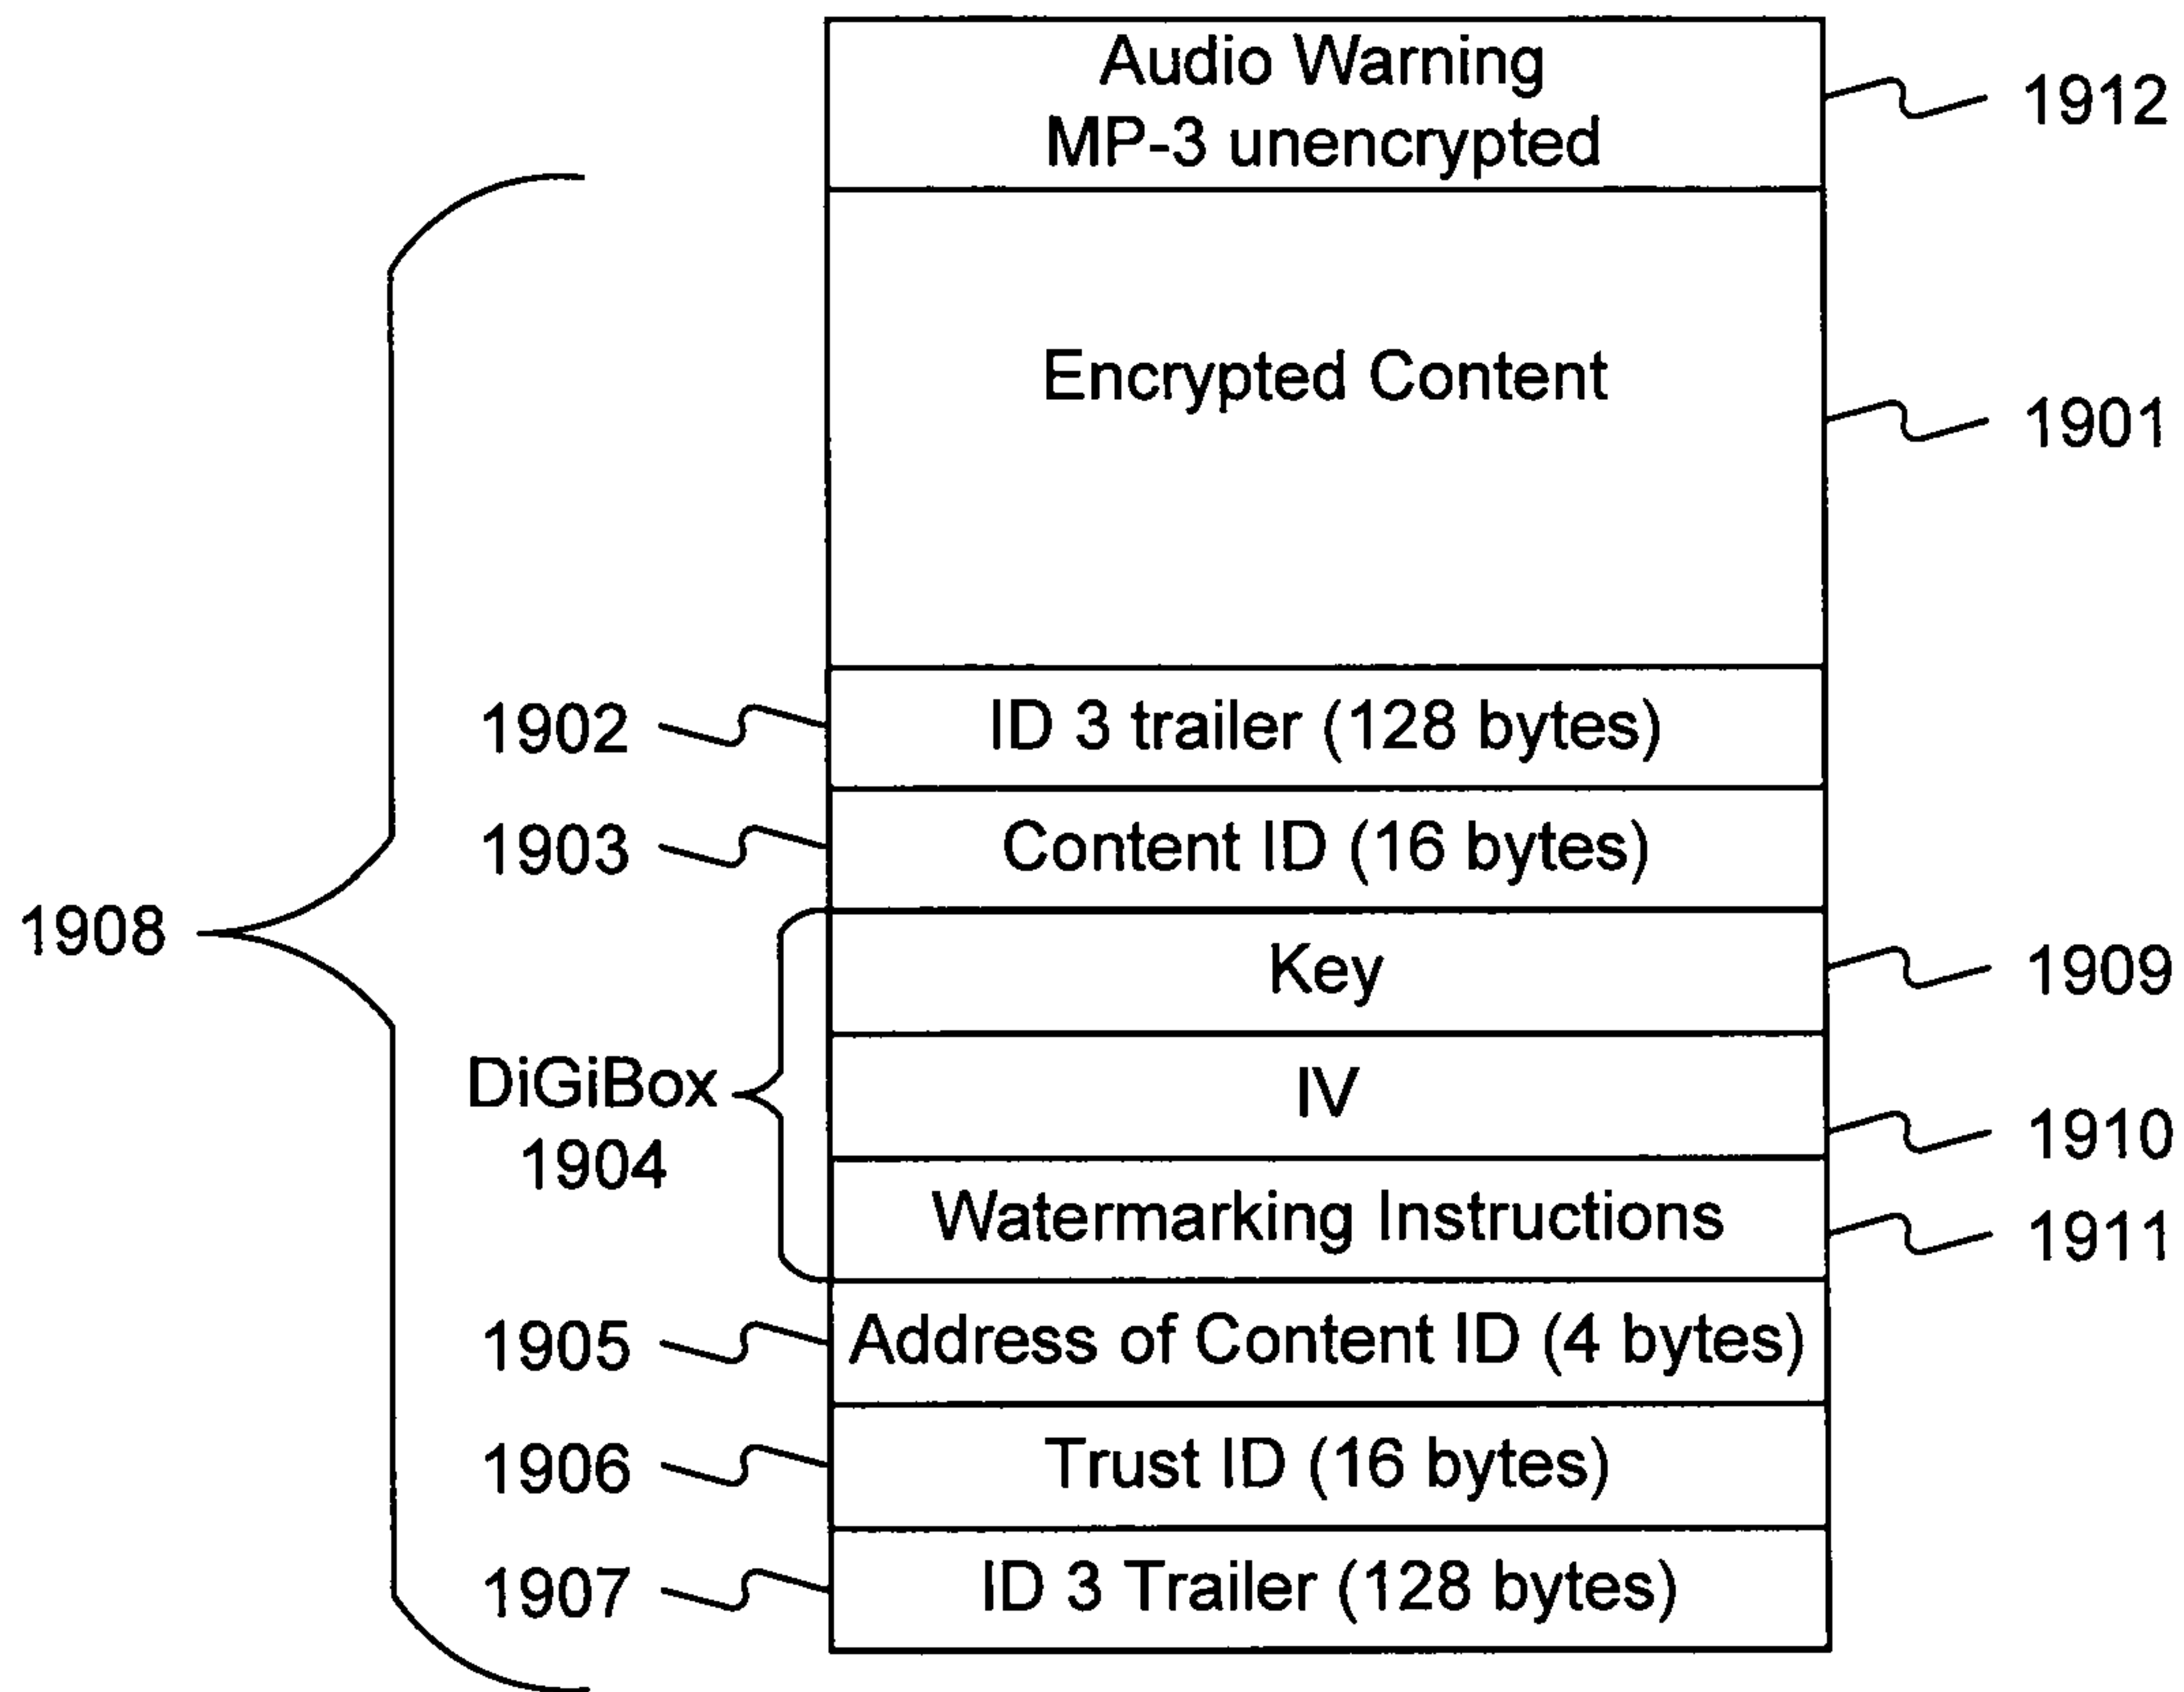 Audio Warning
MP-3 unencrypted
1912
Encrypted Content
1901
1902
ID 3 trailer (128 bytes)
1903
Content ID (16 bytes)
1908
Key
1909
DiGiBox
1904
IV
1910
Watermarking Instructions
1911
1905
Address of Content ID (4 bytes)
1906
Trust ID (16 bytes)
1907
ID 3 Trailer (128 bytes)